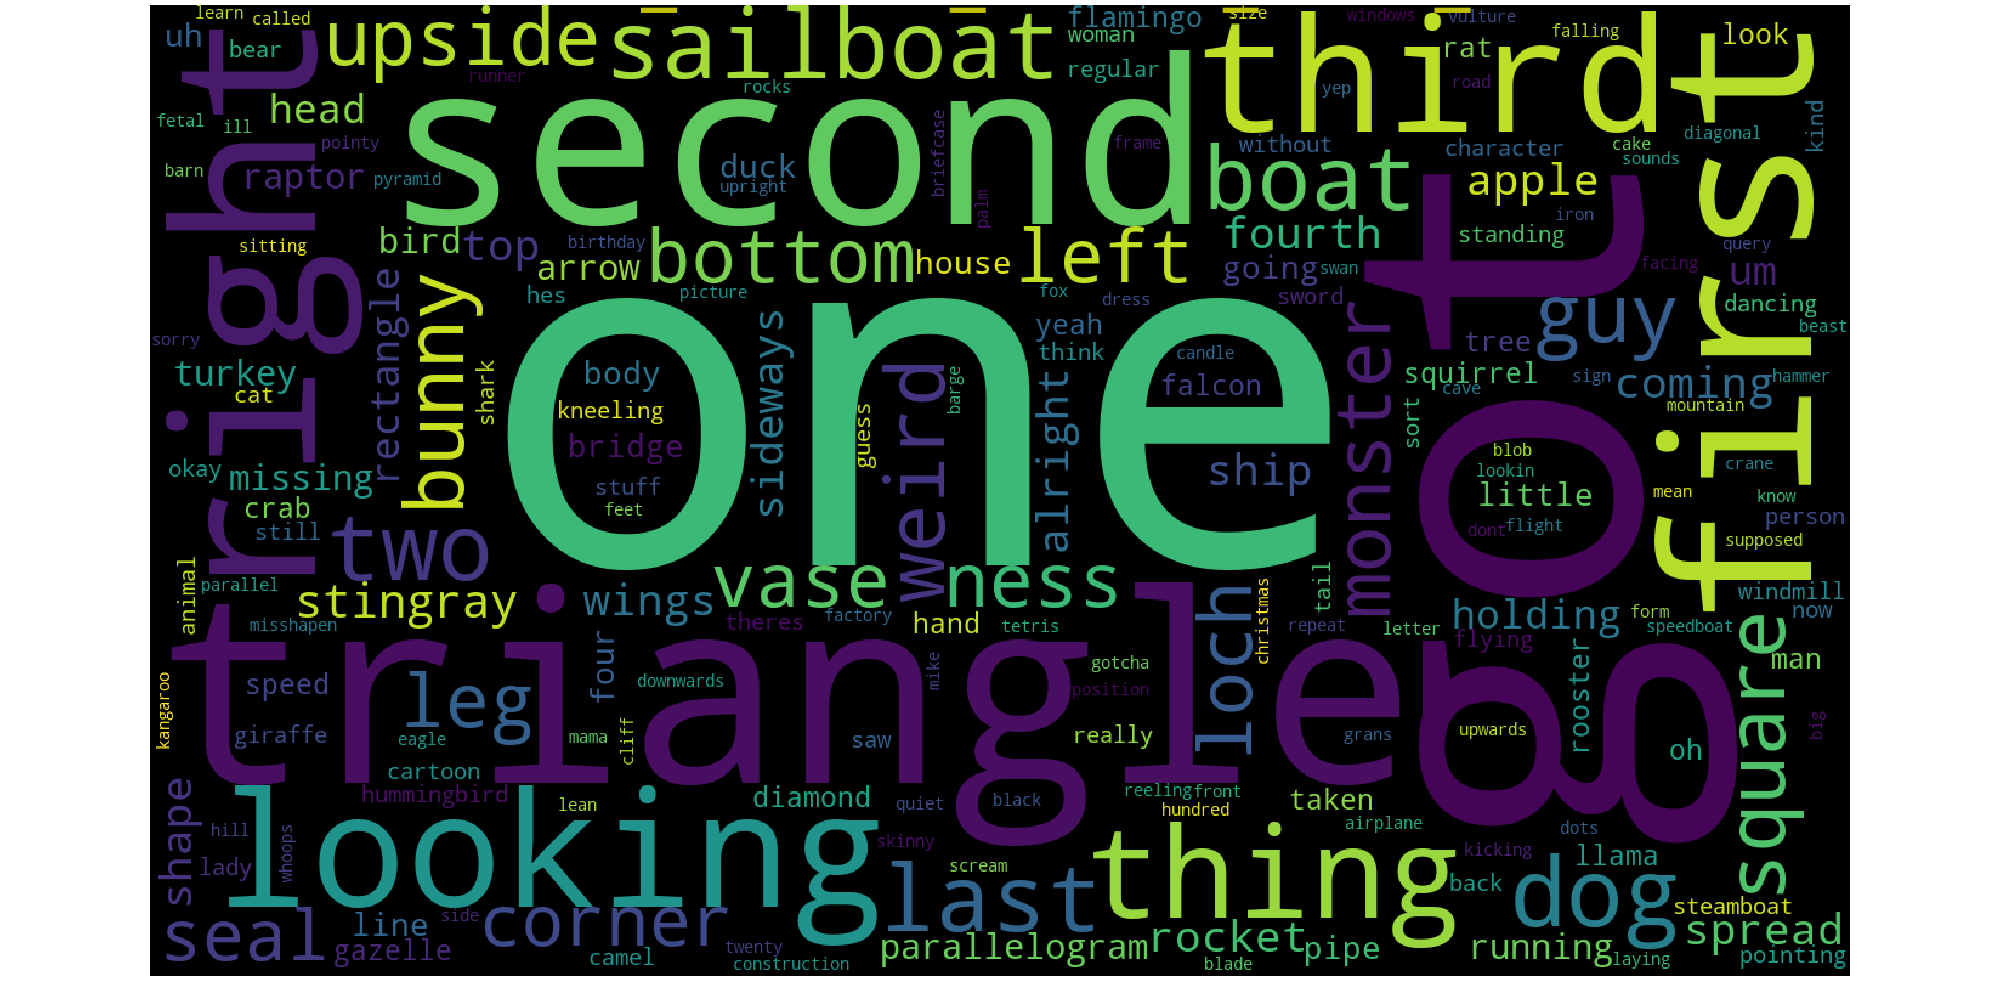 learn
called
uh
bear
upside
sailboat
flamingo
woman
regular
size
third
windows
vulture
falling
rat
road
look
first
runner
rocks
yep
head
second
fetal
ill
pointy
barn
raptor
pyramid
right
duck
upright
briefcase
frame
palm
without
boat
character
cake
sounds
diagonal
kind
apple
iron
sitting
bird
top
birthday
arrow
bottom
house
left
fourth
going
swan
standing
query
facing
um
hes
picture
fox
dress
sword
dancing
beast
sorry
rectangle
bunny
sideways
yeah
think
candle
monster
got
guy
tree
turkey
cat
shark
body
kneeling
bridge
one
guess
weird
barge
alright
falcon
squirrel
cave
sign
coming
hammer
mountain
sort
okay
missing
crab
still
stuff
feet
ship
blob
lookin
little
dont
flight
crane
mean
know
person
supposed
two
animal
parallel
stingray
misshapen
wings
vase
ness
theres
factory
hand
tetris
loch
christmas
tail
repeat
letter
holding
flying
form
speedboat
windmill
now
square
man
triangle
kangaroo
speed
giraffe
leg
eagle
four
downwards
mama
cliff
saw
mike
gotcha
position
really
grans
upwards
rooster
oh
big
cartoon
hummingbird
lean
looking
diamond
quiet
black
reeling
front
hundred
taken
airplane
dots
shape
hill
lady
whoops
skinny
scream
thing
kicking
back
llama
dog
seal
line
side
gazelle
corner
camel
twenty
construction
last
parallelogram
rocket
blade
pipe
running
laying
steamboat
spread
pointing